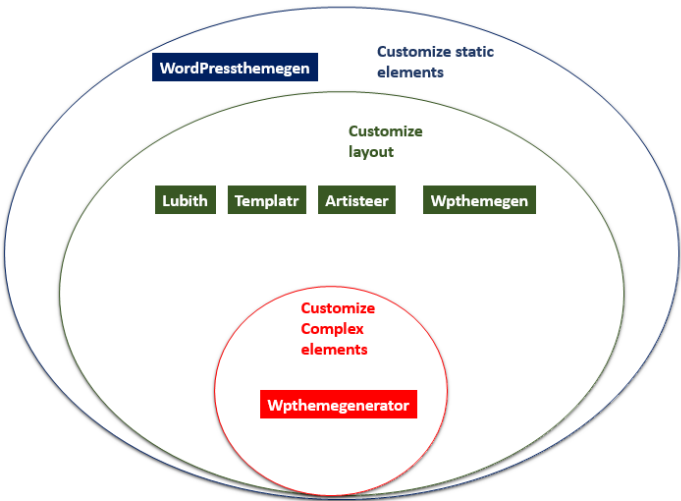 Customize static
elements
WordPressthemegen
Customize
layout
Lubith
Templatr
Artisteer
Wpthemegen
Customize
Complex
elements
Wpthemegenerator